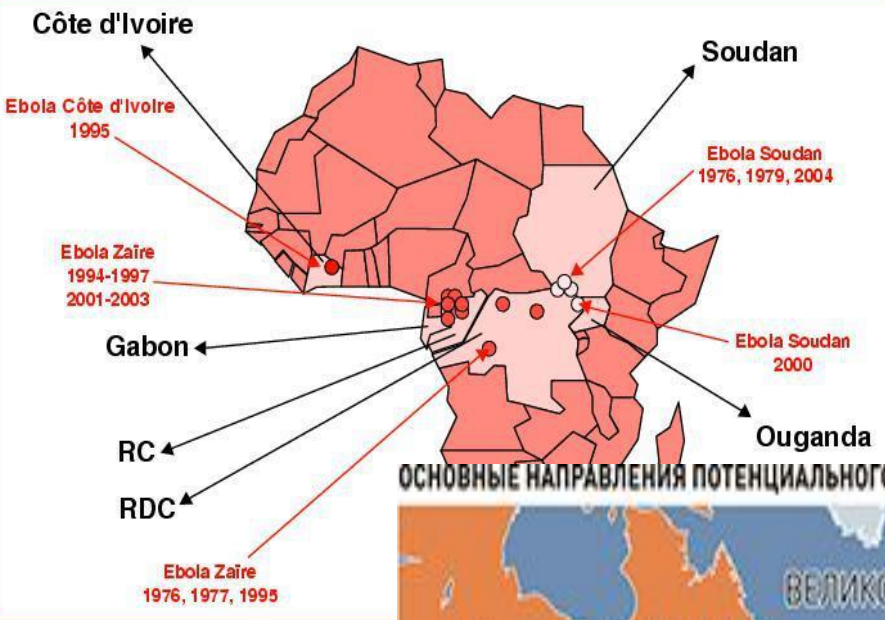 Côte d'Ivoire
Soudan
Ebola Côte d'Ivoire
1995
Ebola Soudan
1976, 1979, 2004
Ebola Zaïre
1994-1997
2001-2003
Gabon
Ebola Soudan
2000
RC
Ouganda
RDC
ОСНОВНЫЕ НАПРАВЛЕНИЯ ПОТЕНЦИАЛЬНОГО
Ebola Zaïre
1976, 1977, 1995
ВЕЛИКО